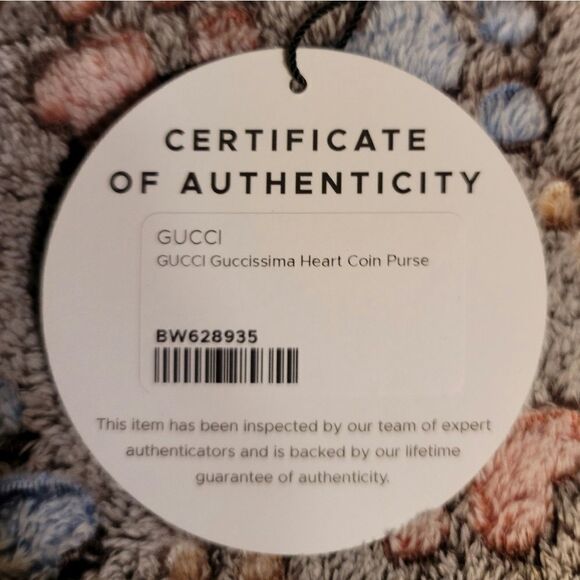 CERTIFICATE
OF AUTHENTICITY
GUCCI
GUCCI Guccissima Heart Coin Purse
BW628935
This item has been inspected by our team of expert
authenticators and is backed by our lifetime
guarantee of authenticity.